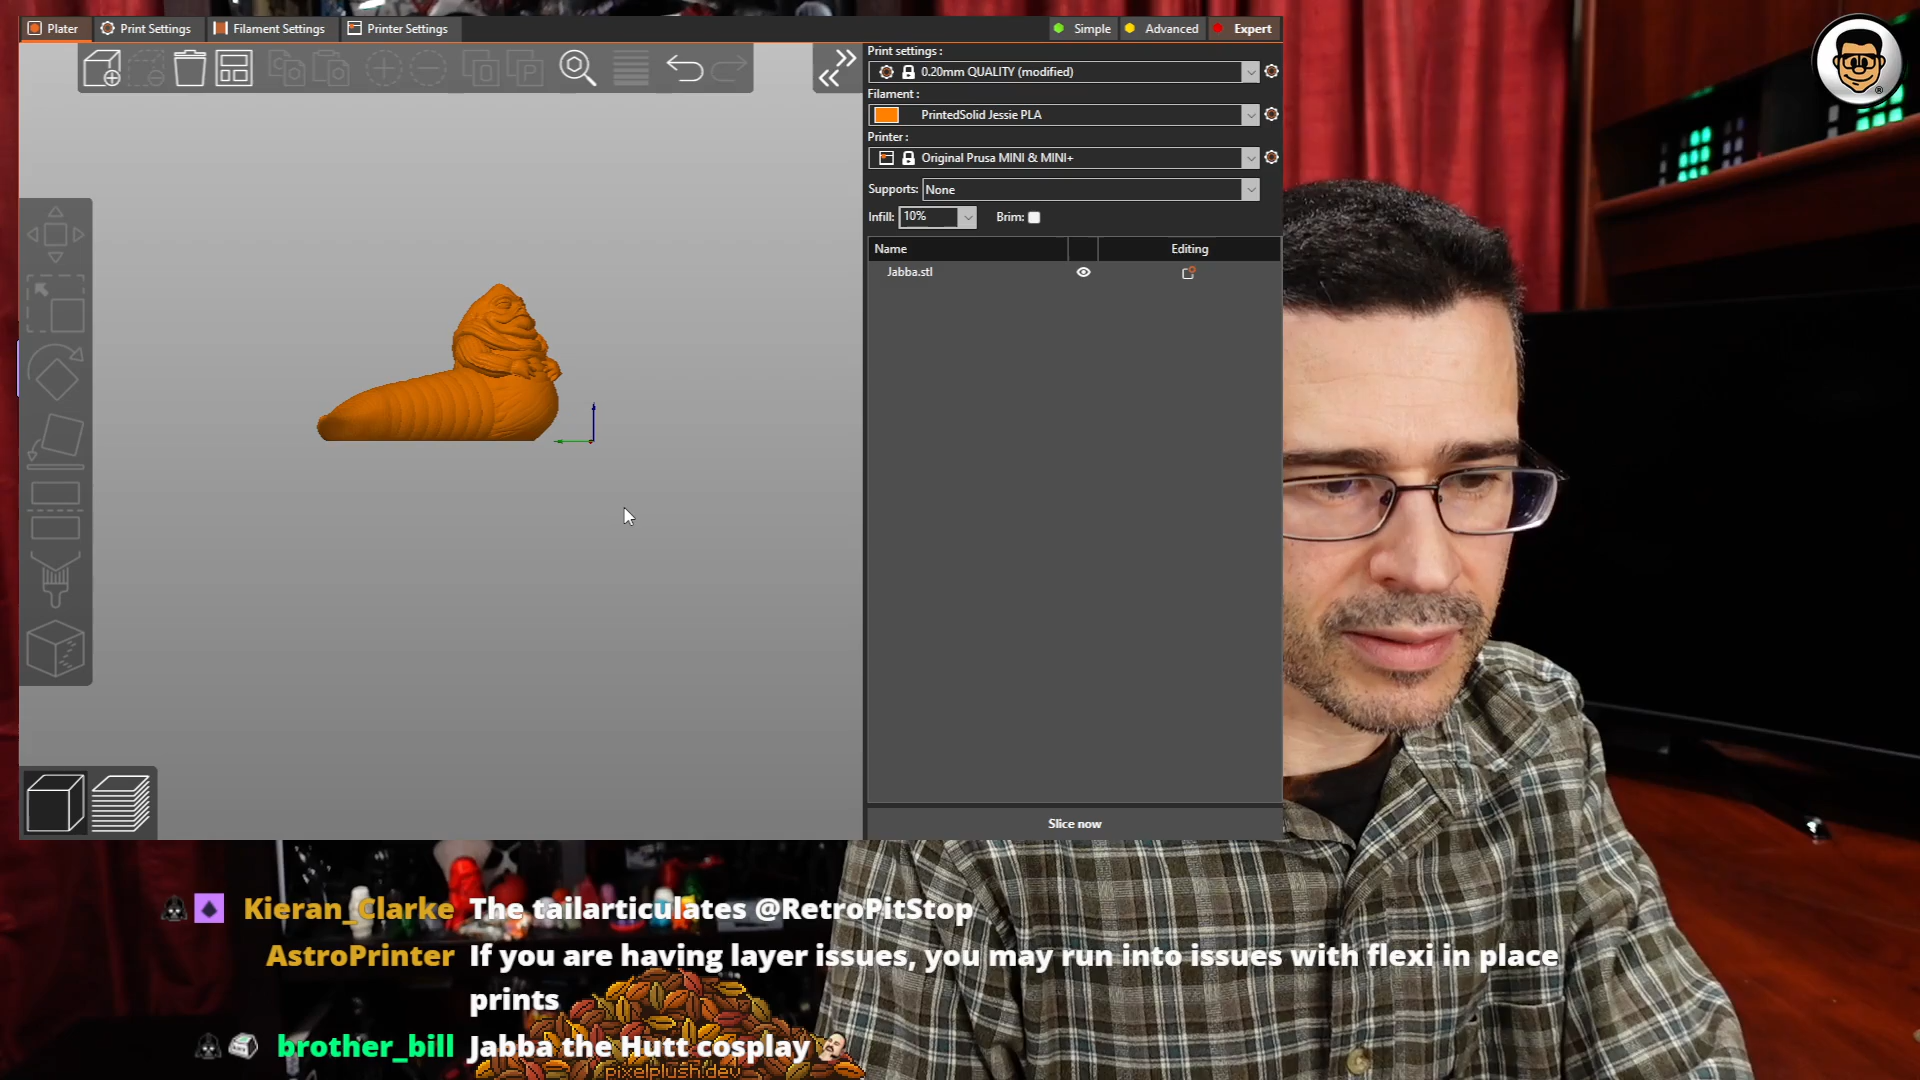 Plater Print Settings Filament Settings Printer Settings Simple Advanced Expert
Print settings :
0.20mm QUALITY (modified)
Filament :
PrintedSolid Jessie PLA
Printer :
Original Prusa MINI & MINI+
Supports: None
Infill: 10% Brim:
Name Editing
Jabba.stl
Slice now
Kieran_Clarke The tailarticulates @RetroPitStop
AstroPrinter If you are having layer issues, you may run into issues with flexi in place
prints
brother_bill Jabba the Hutt cosplay
pixelplush.dev